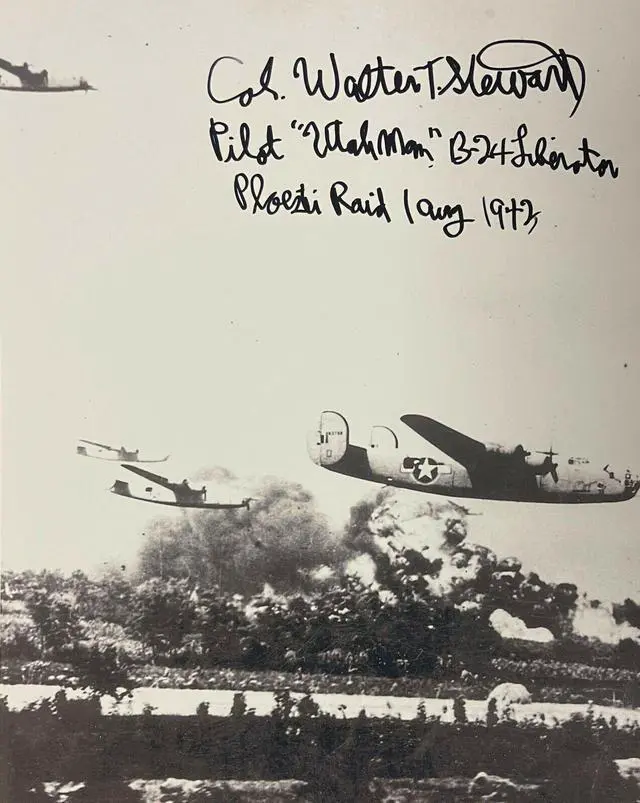 Col. Walter T. Stewart
Pilot "Utah Man" B-24 Liberator
Ploesti Raid 1 Aug 1943